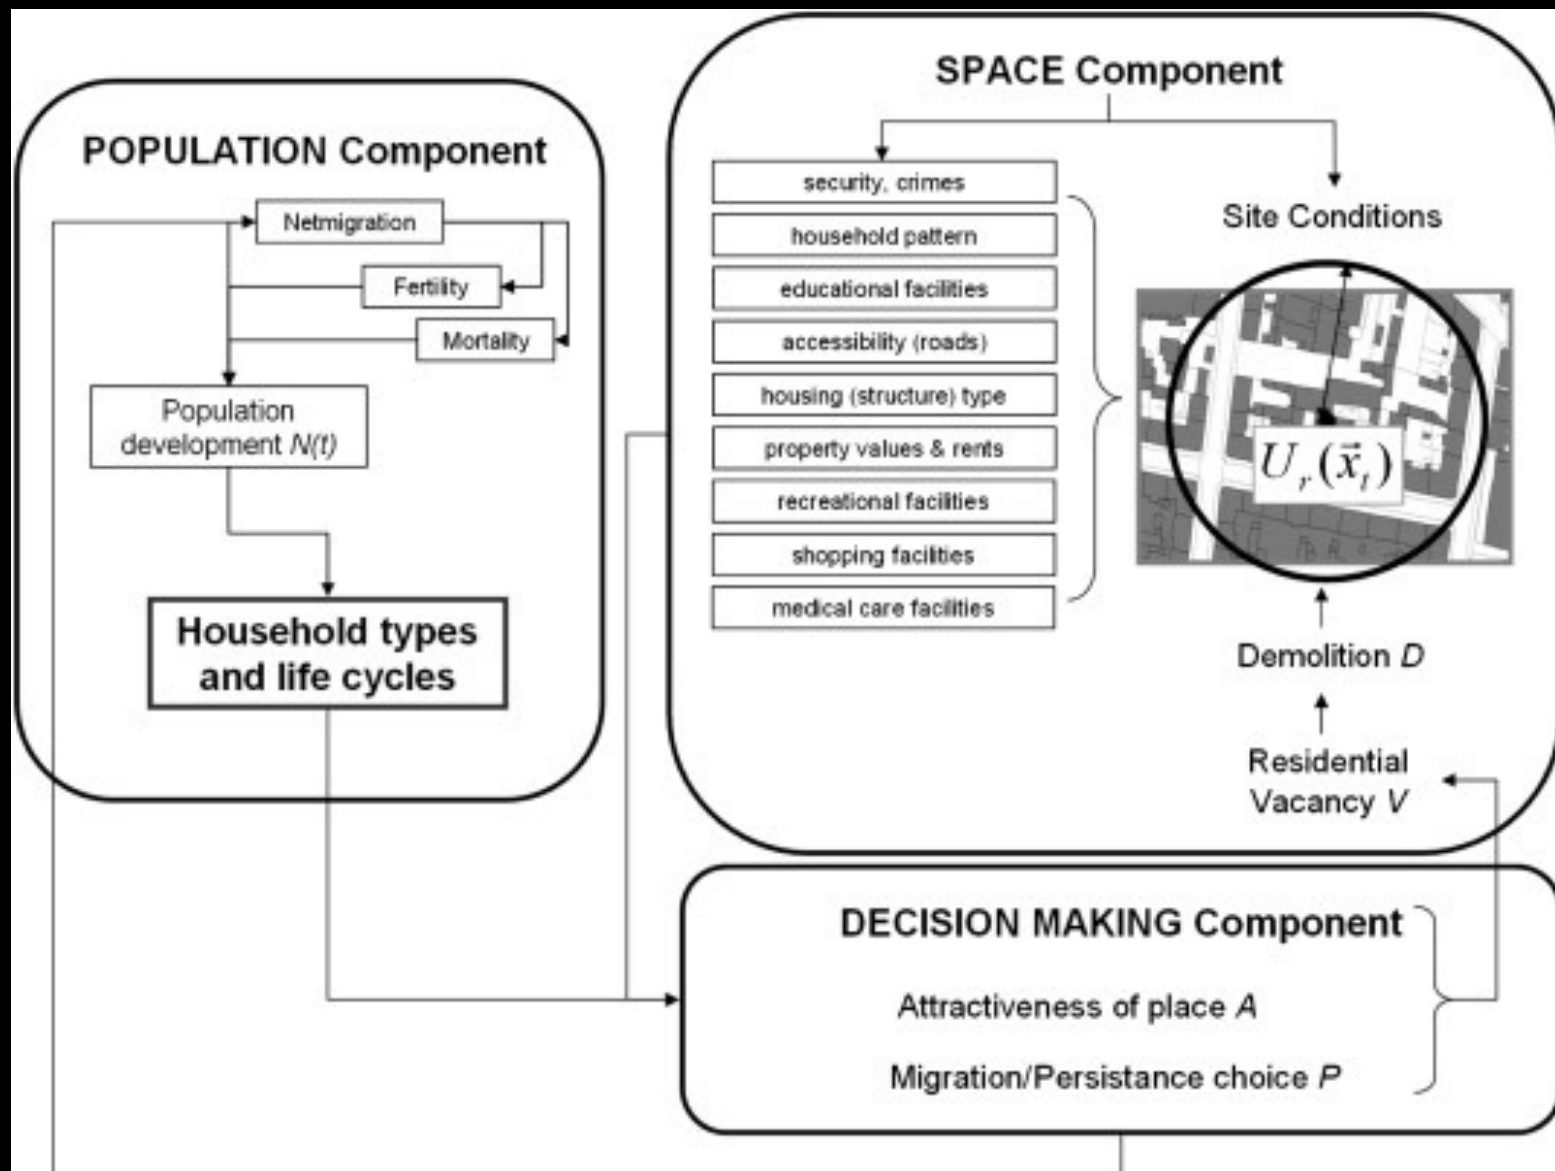 POPULATION Component
Netmigration
Fertility
Mortality
Population
development N(t)
Household types
and life cycles
SPACE Component
security, crimes
household pattern
educational facilities
accessibility (roads)
housing (structure) type
property values & rents
recreational facilities
shopping facilities
medical care facilities
Site Conditions
U_r(x⃗_t)
Demolition D
Residential
Vacancy V
DECISION MAKING Component
Attractiveness of place A
Migration/Persistance choice P